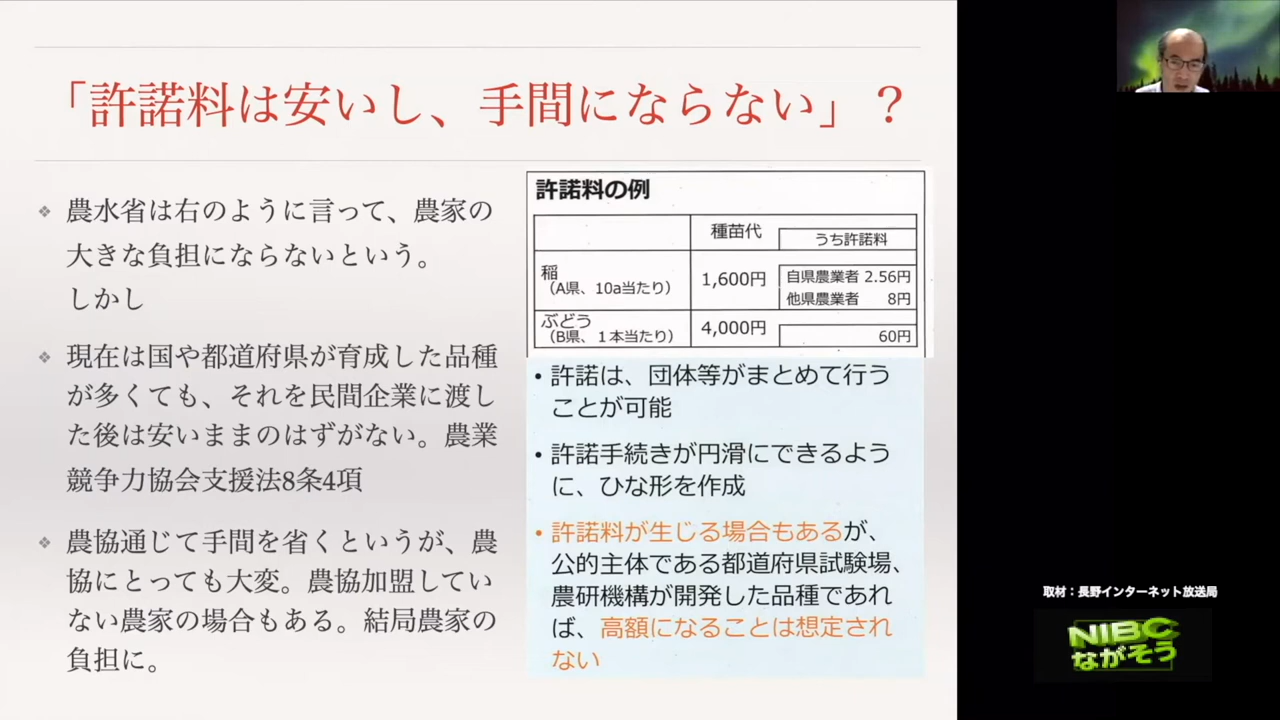 「許諾料は安いし、手間にならない」？
❖ 農水省は右のように言って、農家の
大きな負担にならないという。
しかし
❖ 現在は国や都道府県が育成した品種
が多くても、それを民間企業に渡し
た後は安いままのはずがない。農業
競争力協会支援法8条4項
❖ 農協通じて手間を省くというが、農
協にとっても大変。農協加盟してい
ない農家の場合もある。結局農家の
負担に。
許諾料の例
種苗代
うち許諾料
稲
（A県、10a当たり）
1,600円
自県農業者 2.56円
他県農業者 8円
ぶどう
（B県、１本当たり）
4,000円
60円
・許諾は、団体等がまとめて行う
ことが可能
・許諾手続きが円滑にできるよう
に、ひな形を作成
・許諾料が生じる場合もあるが、
公的主体である都道府県試験場、
農研機構が開発した品種であれ
ば、高額になることは想定され
ない
取材：長野インターネット放送局
NIBC
ながそう